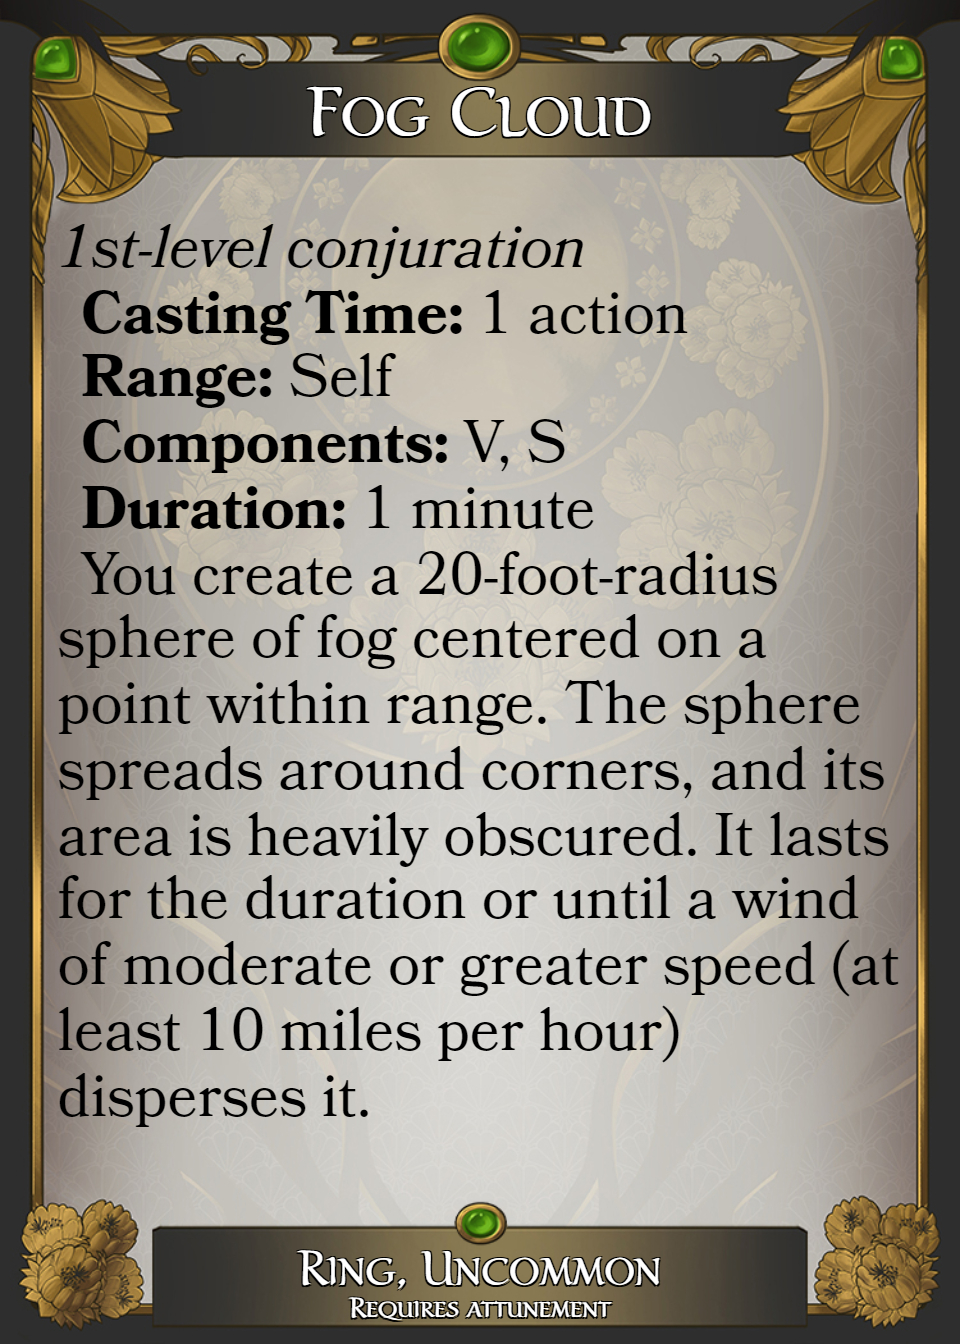 Fog Cloud
1st-level conjuration
Casting Time: 1 action
Range: Self
Components: V, S
Duration: 1 minute
You create a 20-foot-radius
sphere of fog centered on a
point within range. The sphere
spreads around corners, and its
area is heavily obscured. It lasts
for the duration or until a wind
of moderate or greater speed (at
least 10 miles per hour)
disperses it.
Ring, Uncommon
Requires attunement